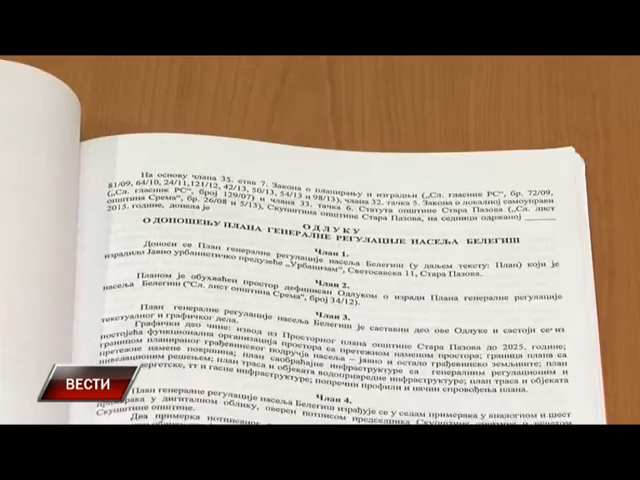 На основу члана 35. став 7. Закона о планирању и изградњи („Сл. гласник РС“, бр. 72/09,
81/09, 64/10, 24/11,121/12, 42/13, 50/13, 54/13 и 98/13), члана 32. тачка 5. Закона о локалној самоуправи
(„Сл. гласник РС“, број 129/07) и члана 33. тачка 6. Статута општине Стара Пазова („Сл. лист
општина Срема“, бр. 26/08 и 5/13), Скупштина општине Стара Пазова, на седници одржаној
2015. године, донела је
О Д Л У К У
О ДОНОШЕЊУ ПЛАНА ГЕНЕРАЛНЕ РЕГУЛАЦИЈЕ НАСЕЉА БЕЛЕГИШ
Члан 1.
Доноси се План генералне регулације насеља Белегиш (у даљем тексту: План) који је
израдило Јавно урбанистичко предузеће „Урбанизам“, Светосавска 11, Стара Пазова.
Члан 2.
Планом је обухваћен простор дефинисан Одлуком о изради Плана генералне регулације
насеља Белегиш ("Сл. лист општина Срема", број 34/12).
Члан 3.
План генералне регулације насеља Белегиш је саставни део ове Одлуке и састоји се из
текстуалног и графичког дела.
Графички део чине: извод из Просторног плана општине Стара Пазова до 2025. године;
постојећа функционална организација простора са претежном наменом простора; граница плана са
границом планираног грађевинског подручја насеља – јавно и остало грађевинско земљиште; план
претежне намене површина; план саобраћајне инфраструктуре са генералним регулационим и
нивелационим решењем; план траса и објеката водопривредне инфраструктуре; план траса и објеката
енергетске, тт и гасне инфраструктуре; попречни профили и начин спровођења плана.
Члан 4.
План генералне регулације насеља Белегиш израђује се у седам примерака у аналогном и шест
примерака у дигиталном облику, оверен потписом председника Скупштине општине
Скупштине општине.
Два примерка потписаног
ВЕСТИ